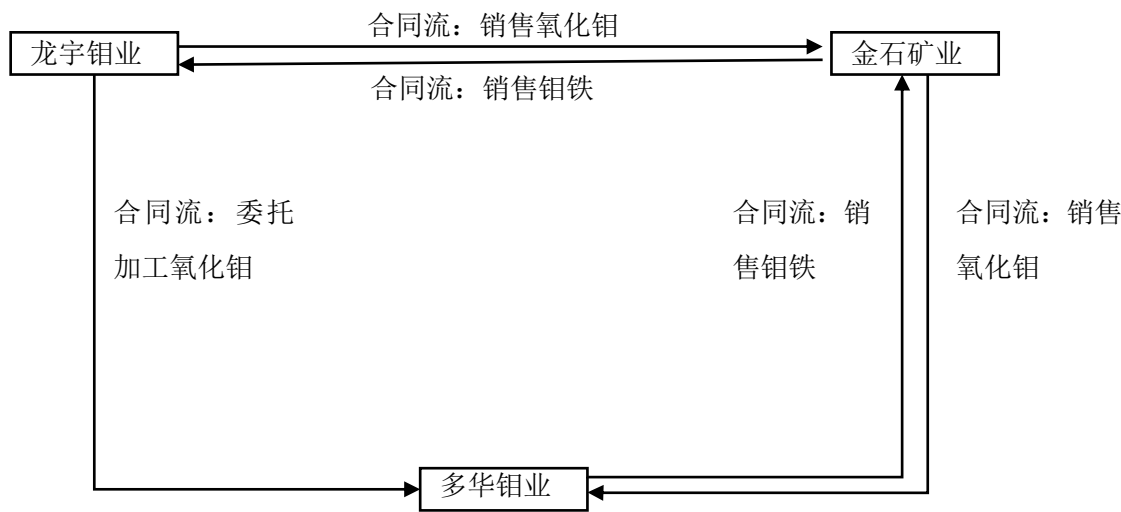 合同流：销售氧化钼
龙宇钼业
金石矿业
合同流：销售钼铁
合同流：委托
加工氧化钼
合同流：销
售钼铁
合同流：销售
氧化钼
多华钼业